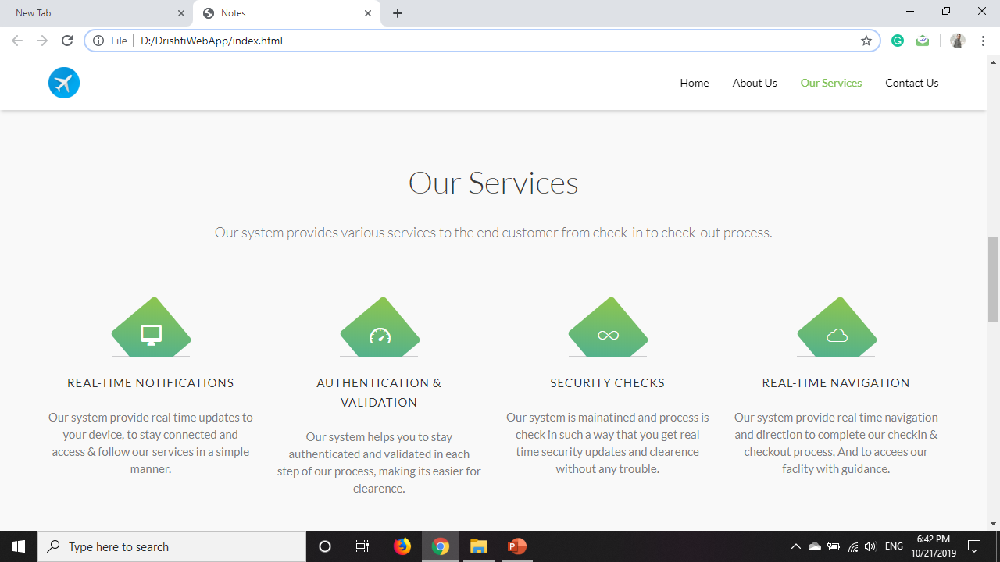 New Tab
Notes
File
D:/DrishtiWebApp/index.html
Home
About Us
Our Services
Contact Us
Our Services
Our system provides various services to the end customer from check-in to check-out process.
REAL-TIME NOTIFICATIONS
Our system provide real time updates to
your device, to stay connected and
access & follow our services in a simple
manner.
AUTHENTICATION &
VALIDATION
Our system helps you to stay
authenticated and validated in each
step of our process, making its easier for
clearence.
SECURITY CHECKS
Our system is mainatined and process is
check in such a way that you get real
time security updates and clearence
without any trouble.
REAL-TIME NAVIGATION
Our system provide real time navigation
and direction to complete our checkin &
checkout process, And to accees our
faclity with guidance.
Type here to search
ENG
6:42 PM
10/21/2019